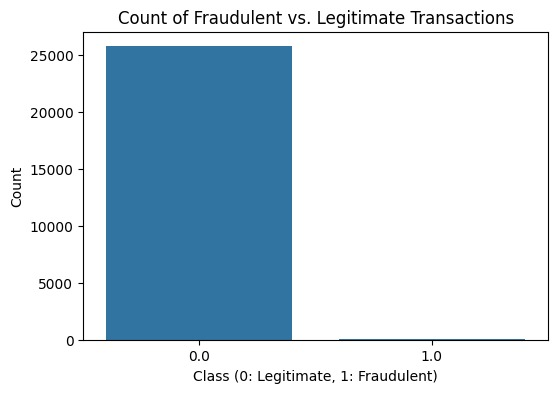 Count of Fraudulent vs. Legitimate Transactions
25000
20000
15000
10000
5000
0
Count
0.0
1.0
Class (0: Legitimate, 1: Fraudulent)